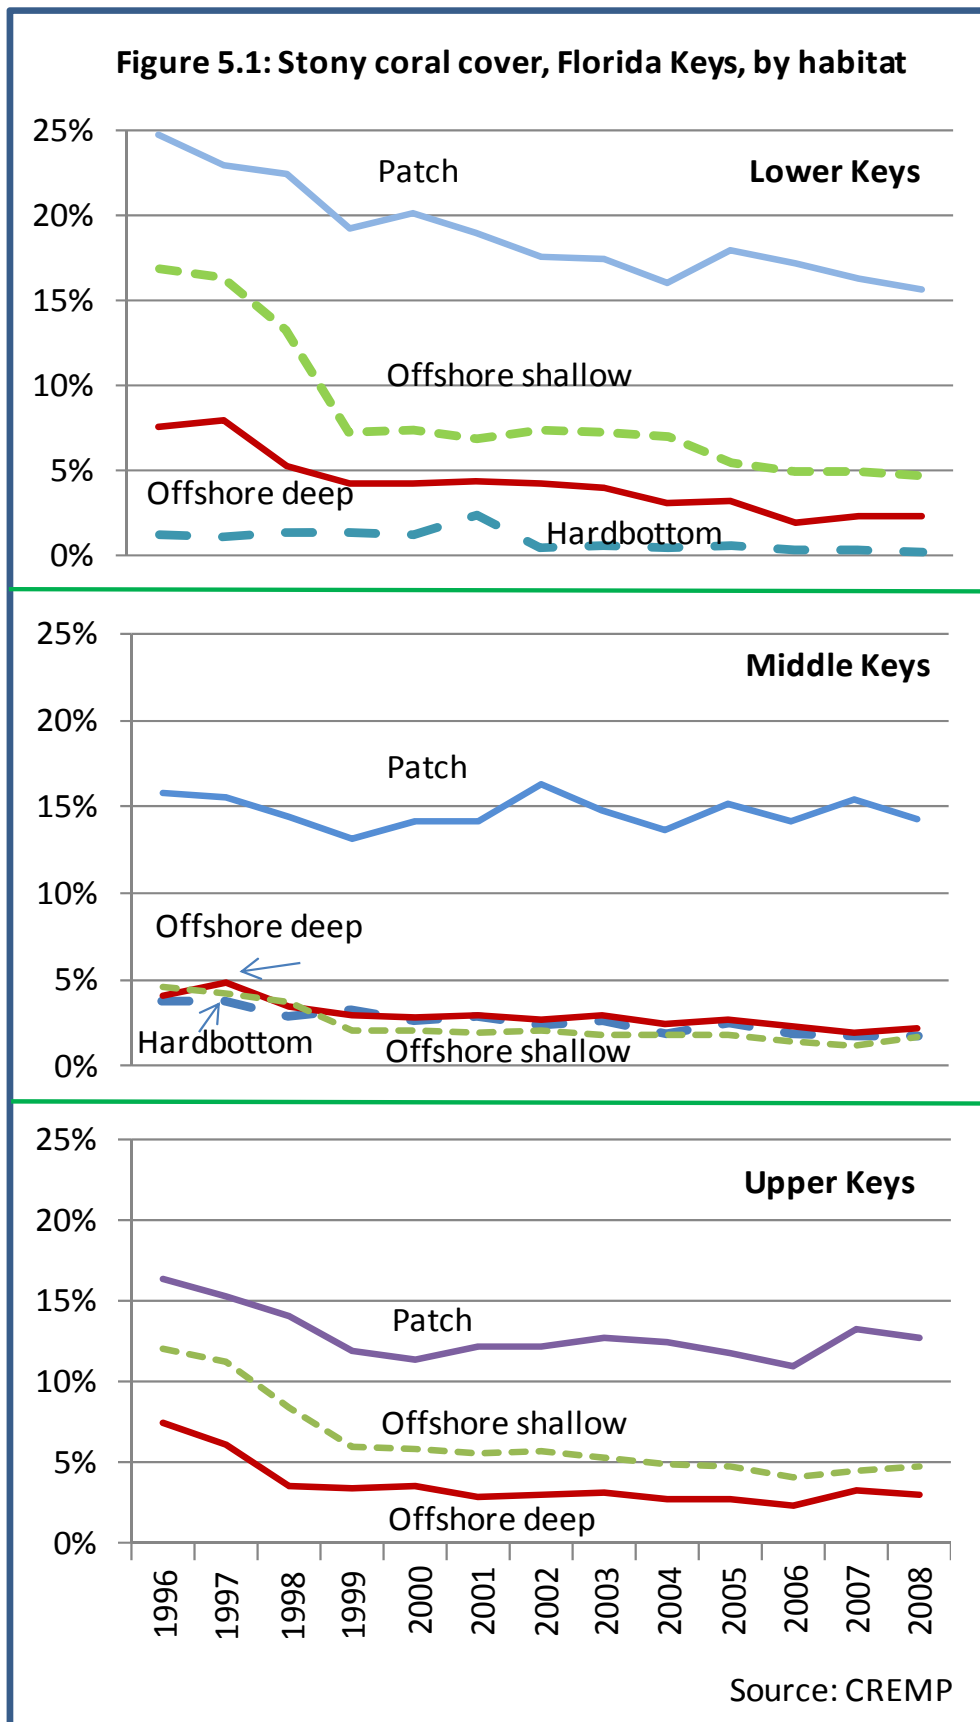 Figure 5.1: Stony coral cover, Florida Keys, by habitat
25%
Patch
Lower Keys
20%
15%
Offshore shallow
10%
5%
Offshore deep
Hardbottom
0%
25%
Middle Keys
20%
Patch
15%
10%
Offshore deep
5%
Hardbottom
Offshore shallow
0%
25%
Upper Keys
20%
15%
Patch
10%
Offshore shallow
5%
Offshore deep
0%
1996 1997 1998 1999 2000 2001 2002 2003 2004 2005 2006 2007 2008
Source: CREMP